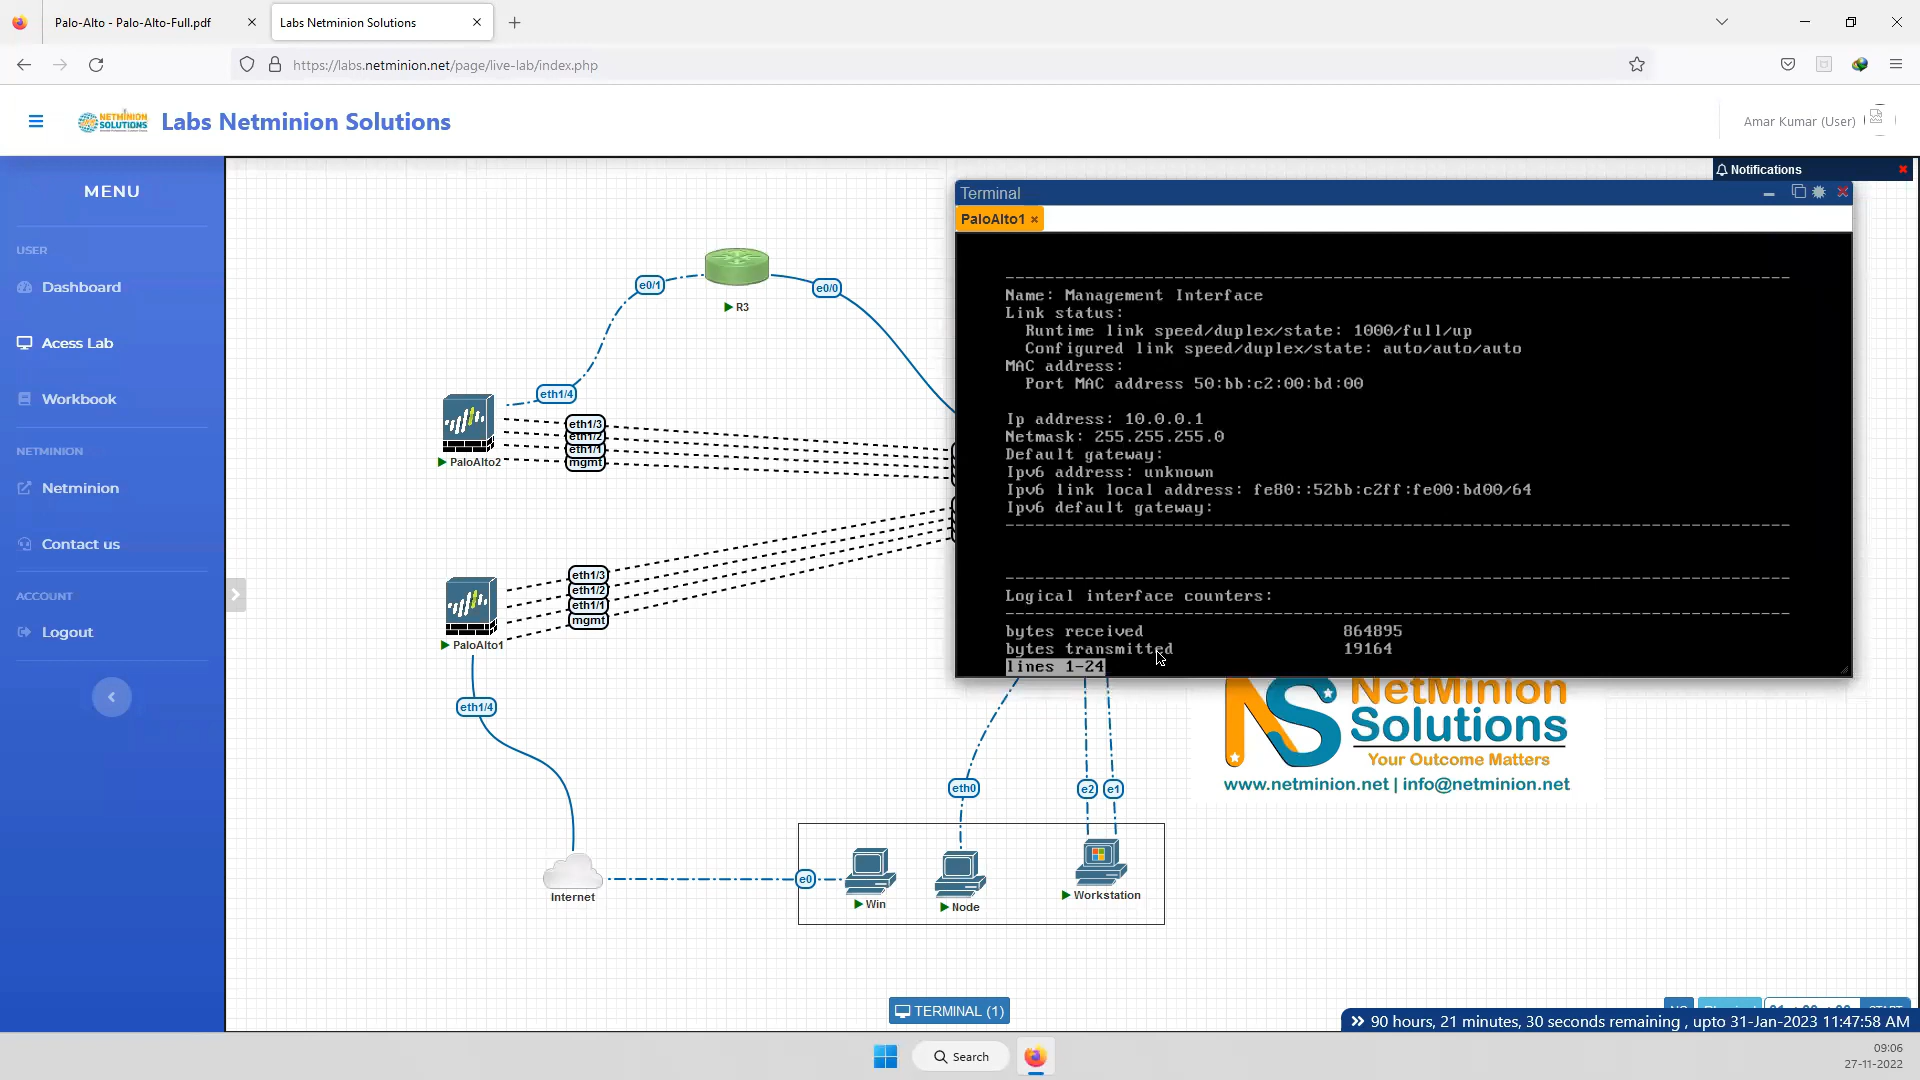 Palo-Alto - Palo-Alto-Full.pdf
Labs Netminion Solutions
https://labs.netminion.net/page/live-lab/index.php
NETMINION
SOLUTIONS
Labs Netminion Solutions
Amar Kumar (User)
MENU
USER
Dashboard
Acess Lab
Workbook
NETMINION
Netminion
Contact us
ACCOUNT
Logout
Notifications
Terminal
PaloAlto1 ×
Name: Management Interface
Link status:
Runtime link speed/duplex/state: 1000/full/up
Configured link speed/duplex/state: auto/auto/auto
MAC address:
Port MAC address 50:bb:c2:00:bd:00
Ip address: 10.0.0.1
Netmask: 255.255.255.0
Default gateway:
Ipv6 address: unknown
Ipv6 link local address: fe80::52bb:c2ff:fe00:bd00/64
Ipv6 default gateway:
Logical interface counters:
bytes received 864895
bytes transmitted 19164
lines 1-24
e0/1
R3
e0/0
eth1/4
eth1/3
eth1/2
eth1/1
mgmt
PaloAlto2
eth1/3
eth1/2
eth1/1
mgmt
PaloAlto1
eth1/4
Internet
e0
Win
eth0
Node
e2
e1
Workstation
NetMinion
Solutions
Your Outcome Matters
www.netminion.net | info@netminion.net
TERMINAL (1)
90 hours, 21 minutes, 30 seconds remaining , upto 31-Jan-2023 11:47:58 AM
Search
09:06
27-11-2022